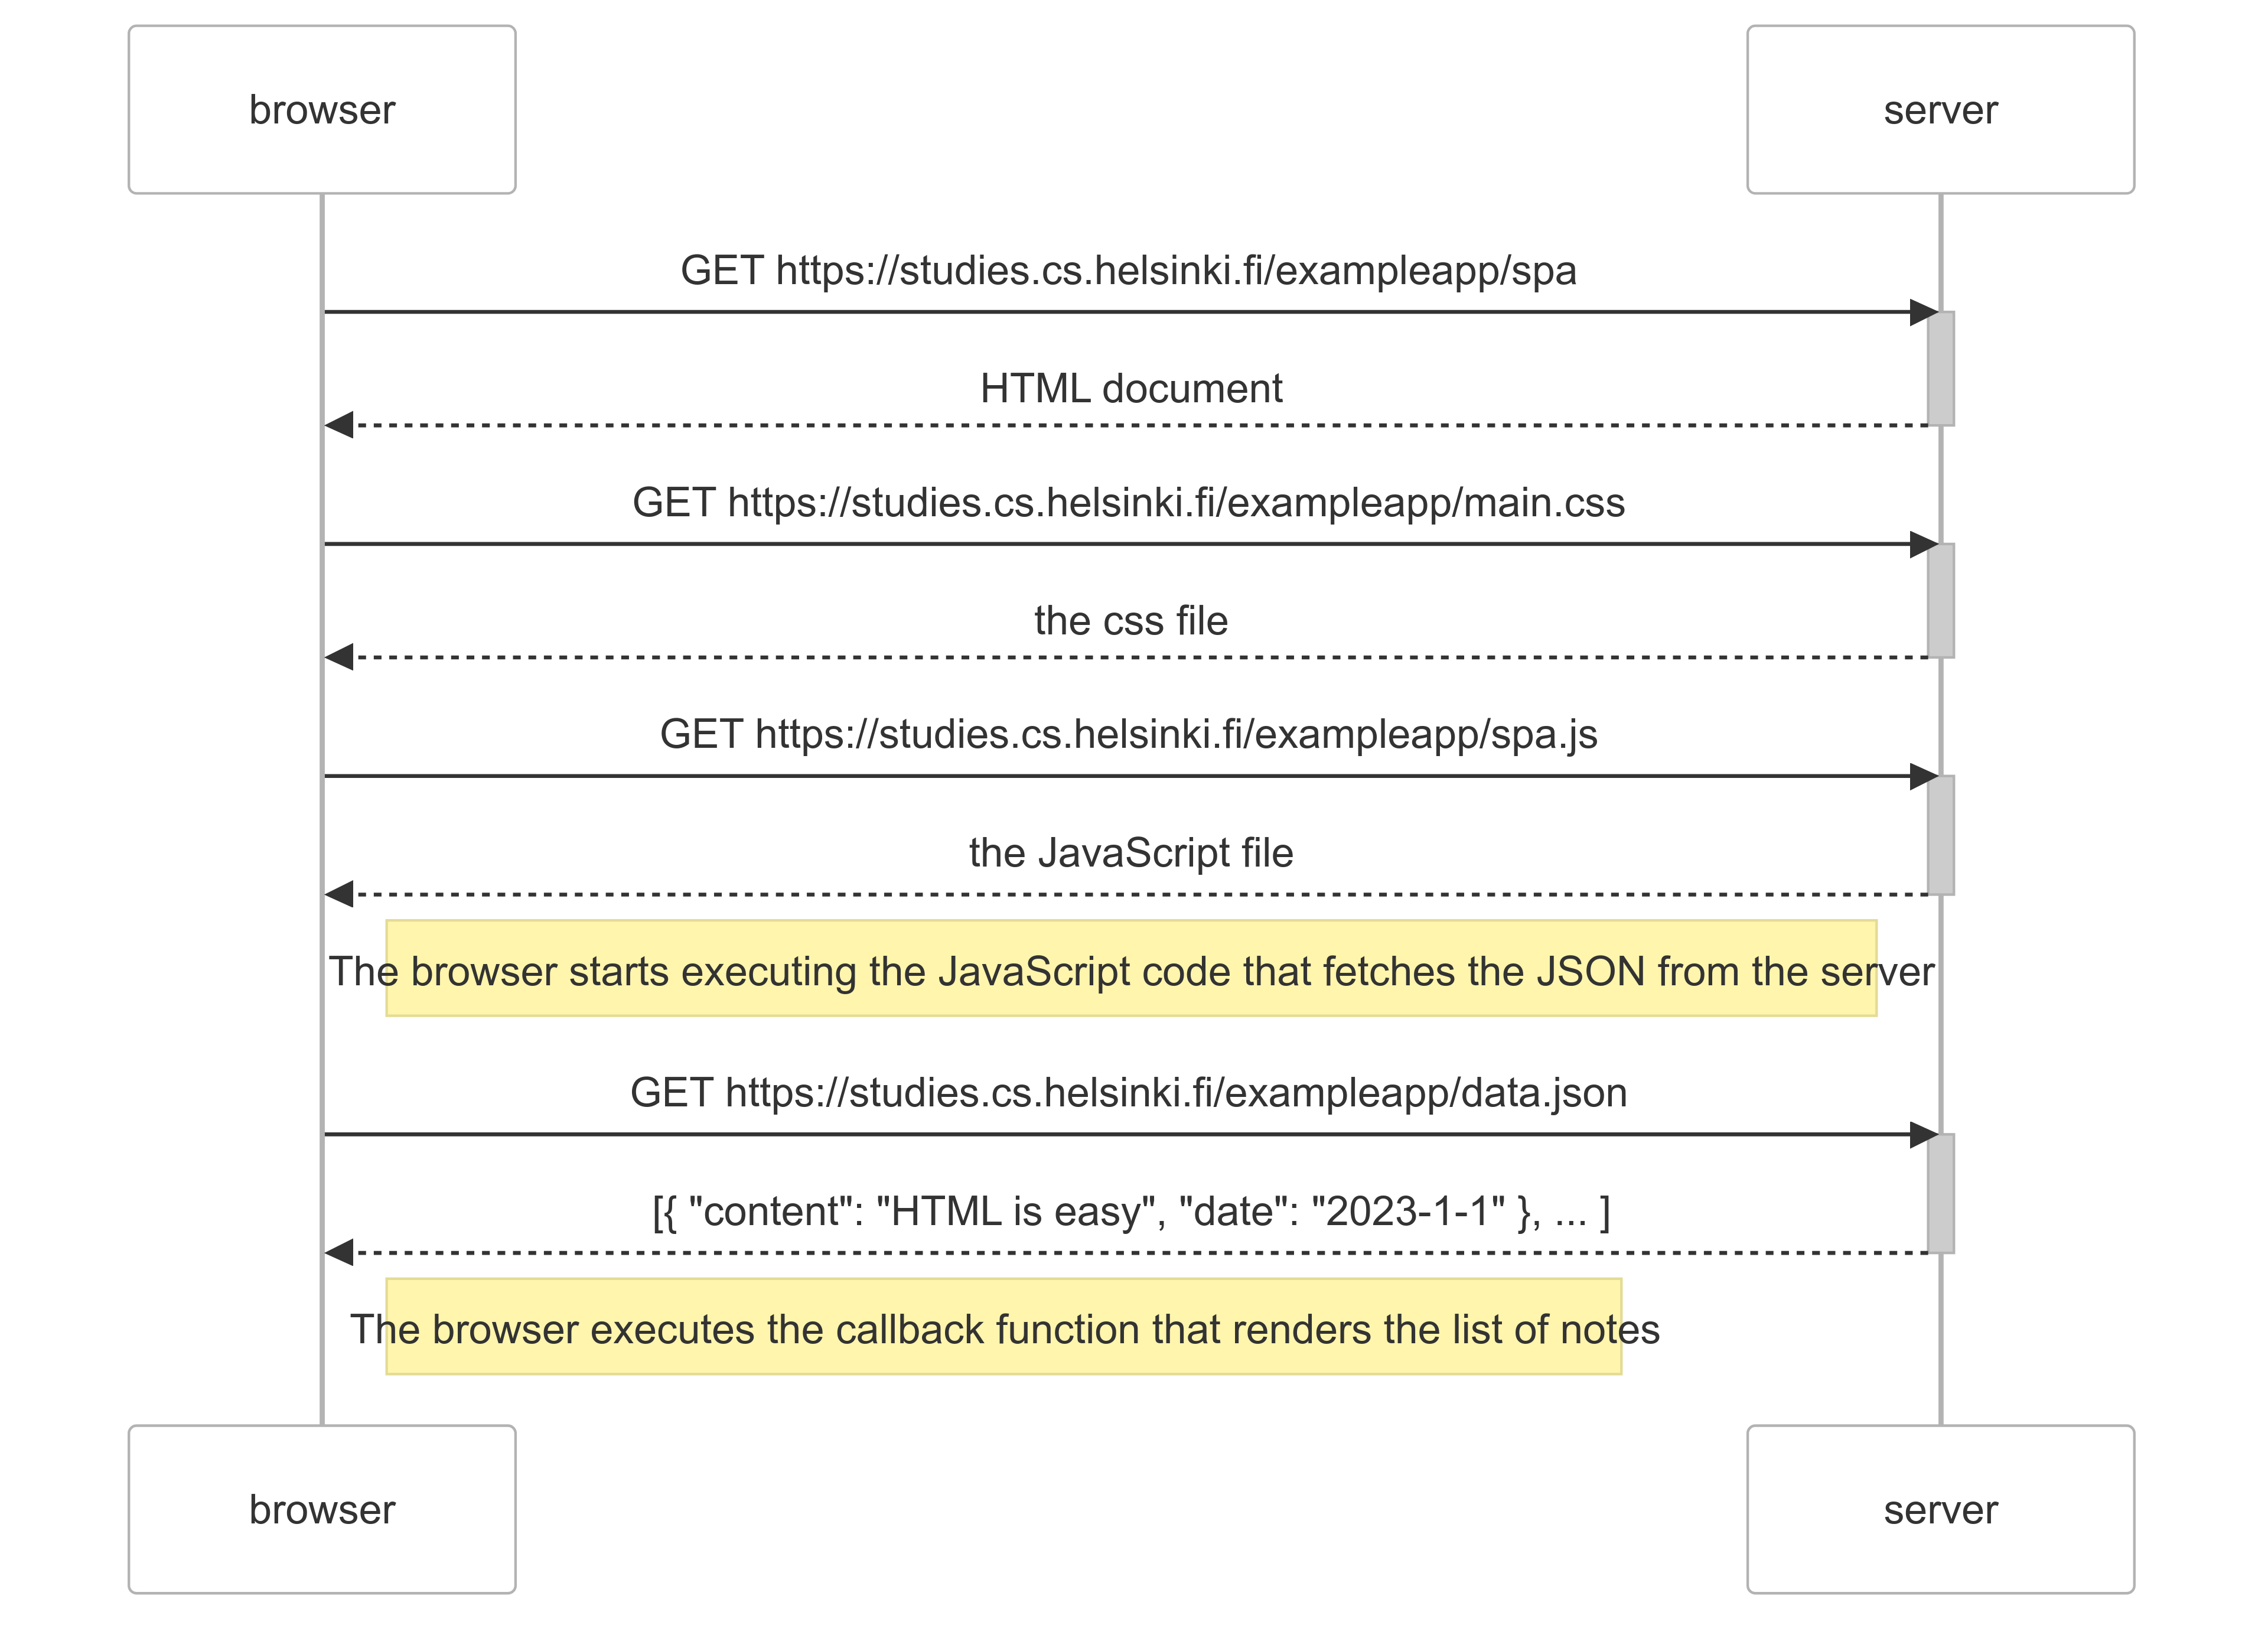 browser
server
GET https://studies.cs.helsinki.fi/exampleapp/spa
HTML document
GET https://studies.cs.helsinki.fi/exampleapp/main.css
the css file
GET https://studies.cs.helsinki.fi/exampleapp/spa.js
the JavaScript file
The browser starts executing the JavaScript code that fetches the JSON from the server
GET https://studies.cs.helsinki.fi/exampleapp/data.json
[{ "content": "HTML is easy", "date": "2023-1-1" }, ... ]
The browser executes the callback function that renders the list of notes
browser
server